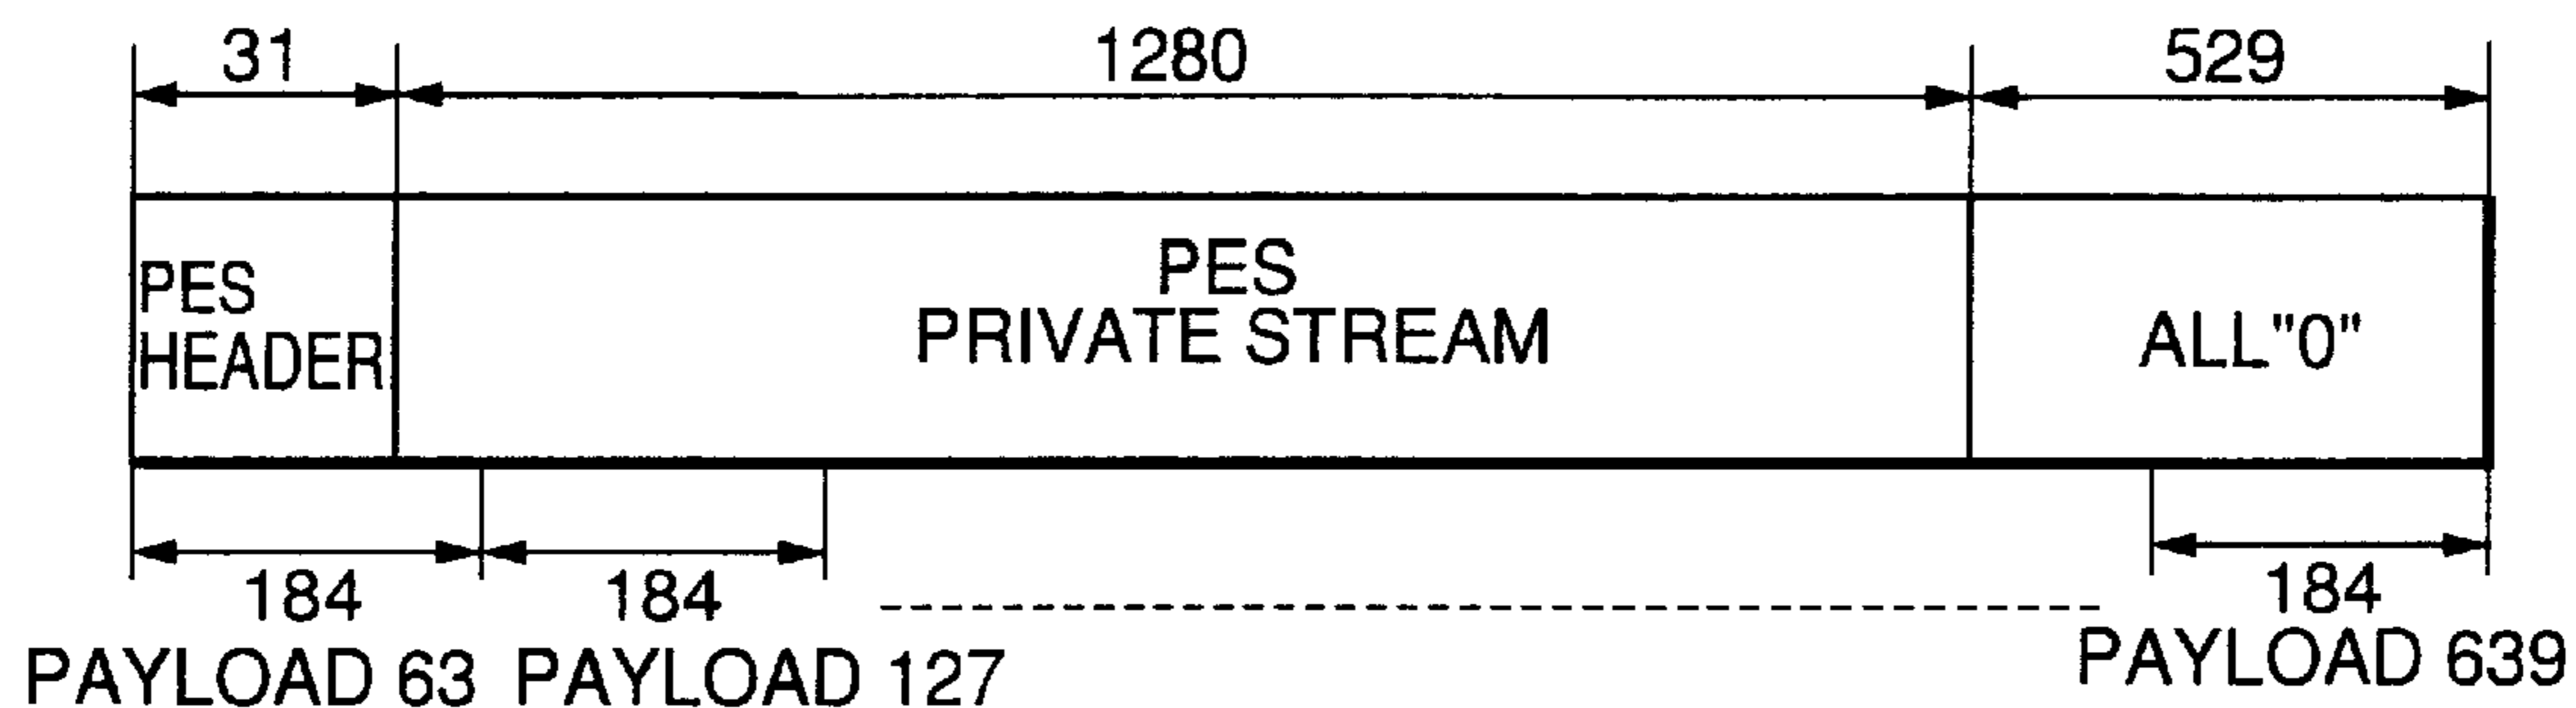 31
1280
529
PES
HEADER
PES
PRIVATE STREAM
ALL"0"
184
184
184
PAYLOAD 63
PAYLOAD 127
PAYLOAD 639